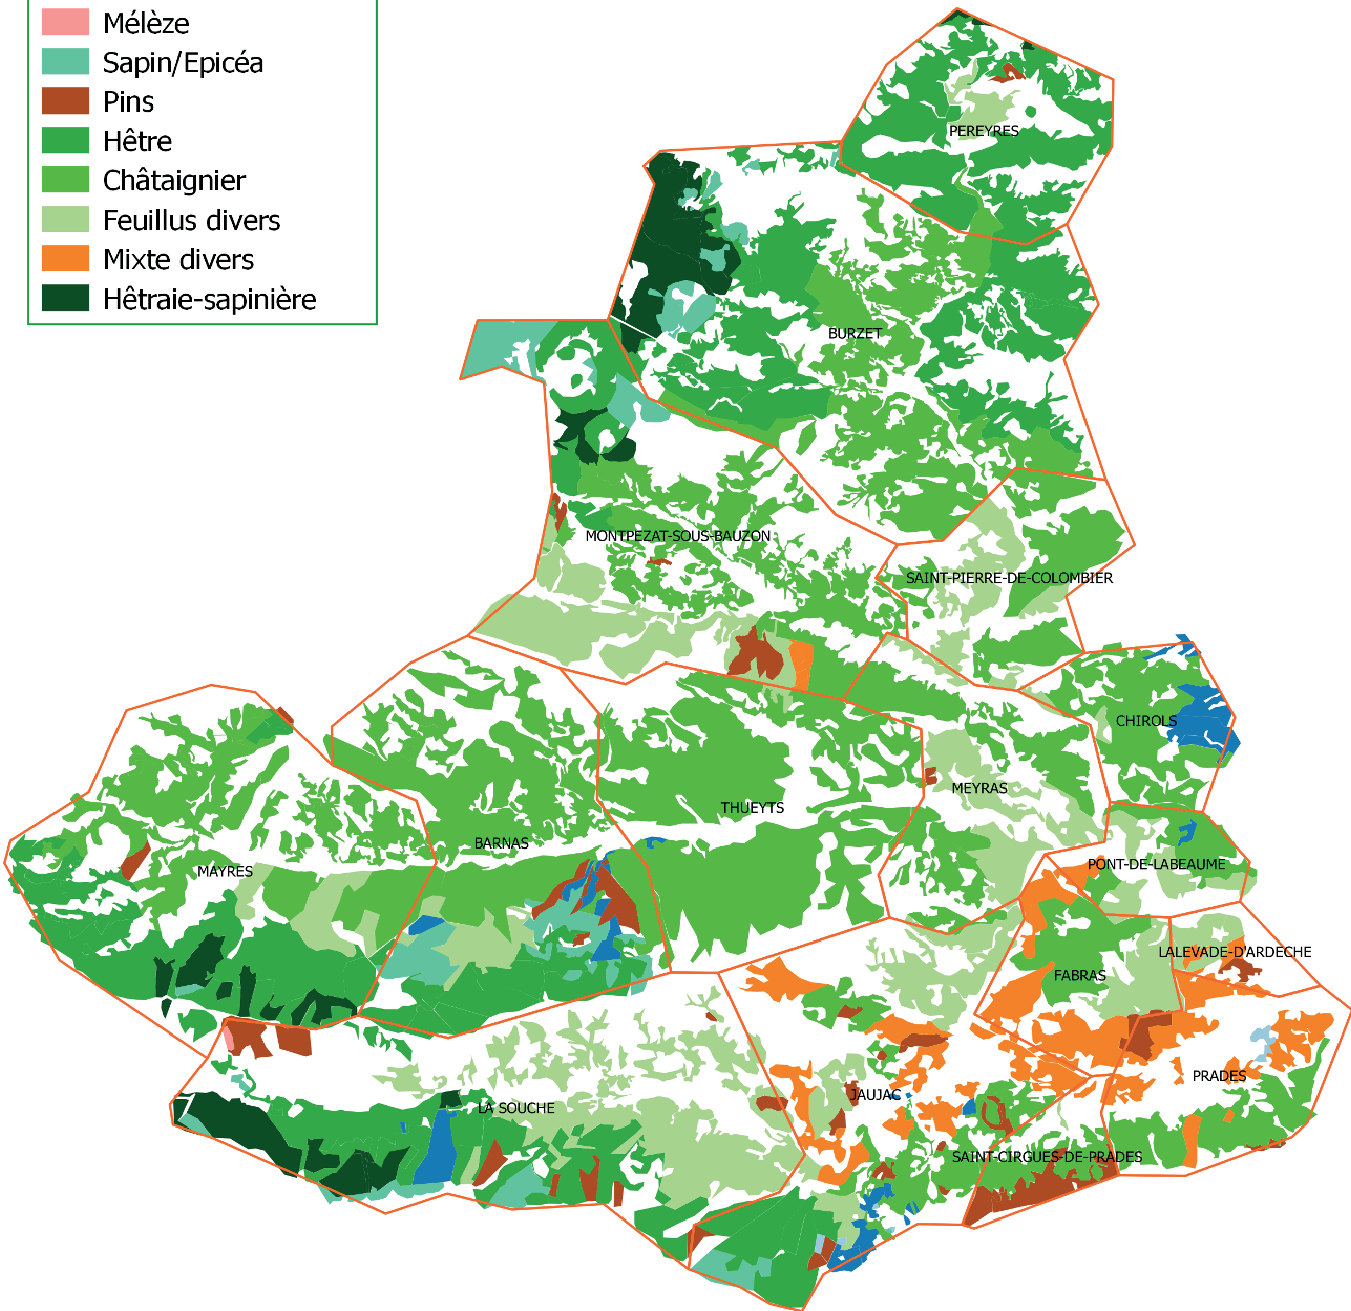 Mélèze
Sapin/Epicéa
Pins
Hêtre
Châtaignier
Feuillus divers
Mixte divers
Hêtraie-sapinière
PEREYRES
BURZET
MONTPEZAT-SOUS-BAUZON
SAINT-PIERRE-DE-COLOMBIER
CHIROLS
MEYRAS
THUEYTS
BARNAS
PONT-DE-LABEAUME
MAYRES
LALEVADE-D'ARDECHE
FABRAS
PRADES
JAUJAC
LA SOUCHE
SAINT-CIRGUES-DE-PRADES